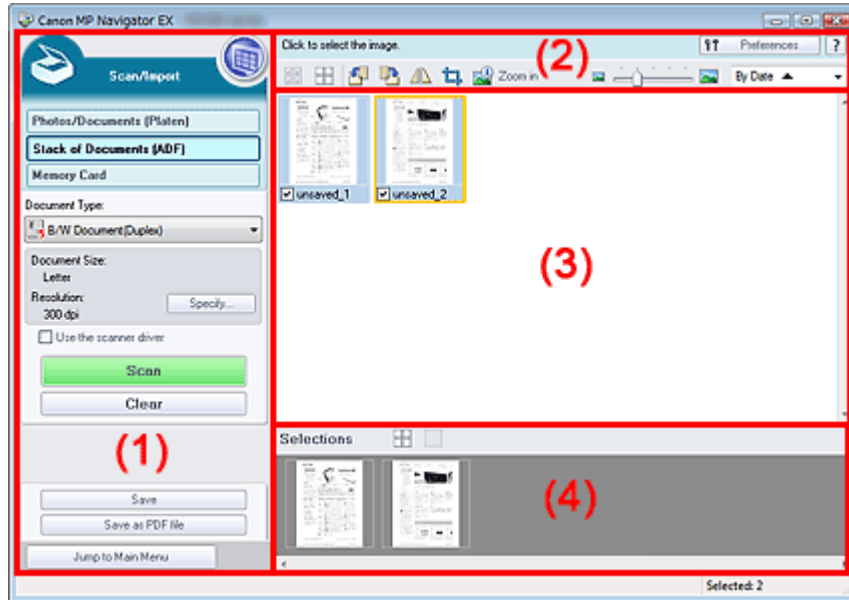 Canon MP Navigator EX
Scan/Import
Photos/Documents (Platen)
Stack of Documents (ADF)
Memory Card
Document Type:
B/W Document(Duplex)
Document Size:
Letter
Resolution:
300 dpi
Specify...
Use the scanner driver
Scan
Clear
(1)
Save
Save as PDF file
Jump to Main Menu
Click to select the image.
(2)
Preferences
?
Zoom in
By Date
unsaved_1
unsaved_2
(3)
Selections
(4)
Selected: 2